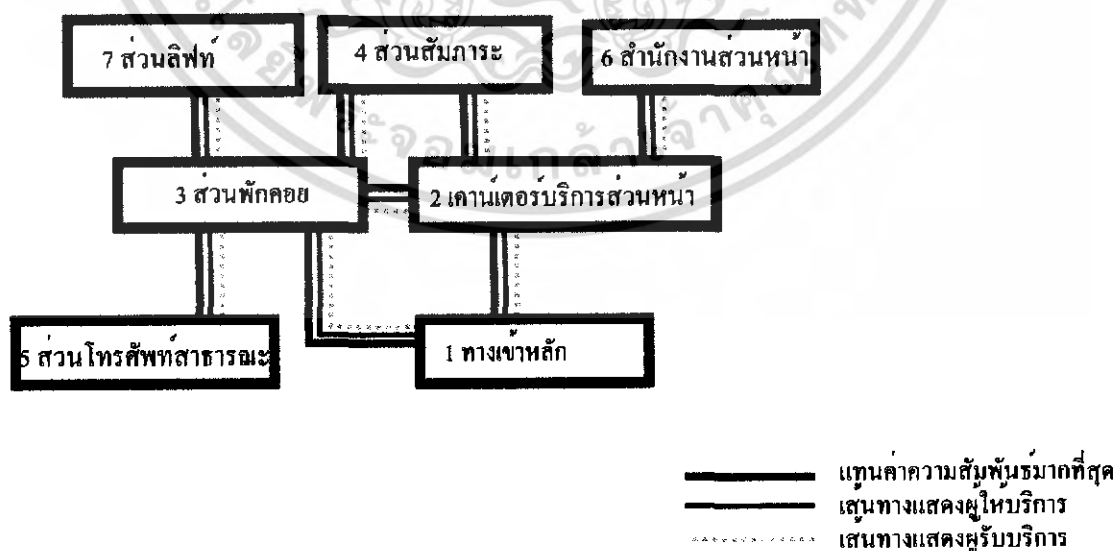 7 ส่วนลิฟท์
4 ส่วนสัมภาระ
6 สำนักงานส่วนหน้า
3 ส่วนพักคอย
2 เคาน์เตอร์บริการส่วนหน้า
5 ส่วนโทรศัพท์สาธารณะ
1 ทางเข้าหลัก
แทนค่าความสัมพันธ์มากที่สุด
เส้นทางแสดงผู้ให้บริการ
เส้นทางแสดงผู้รับบริการ